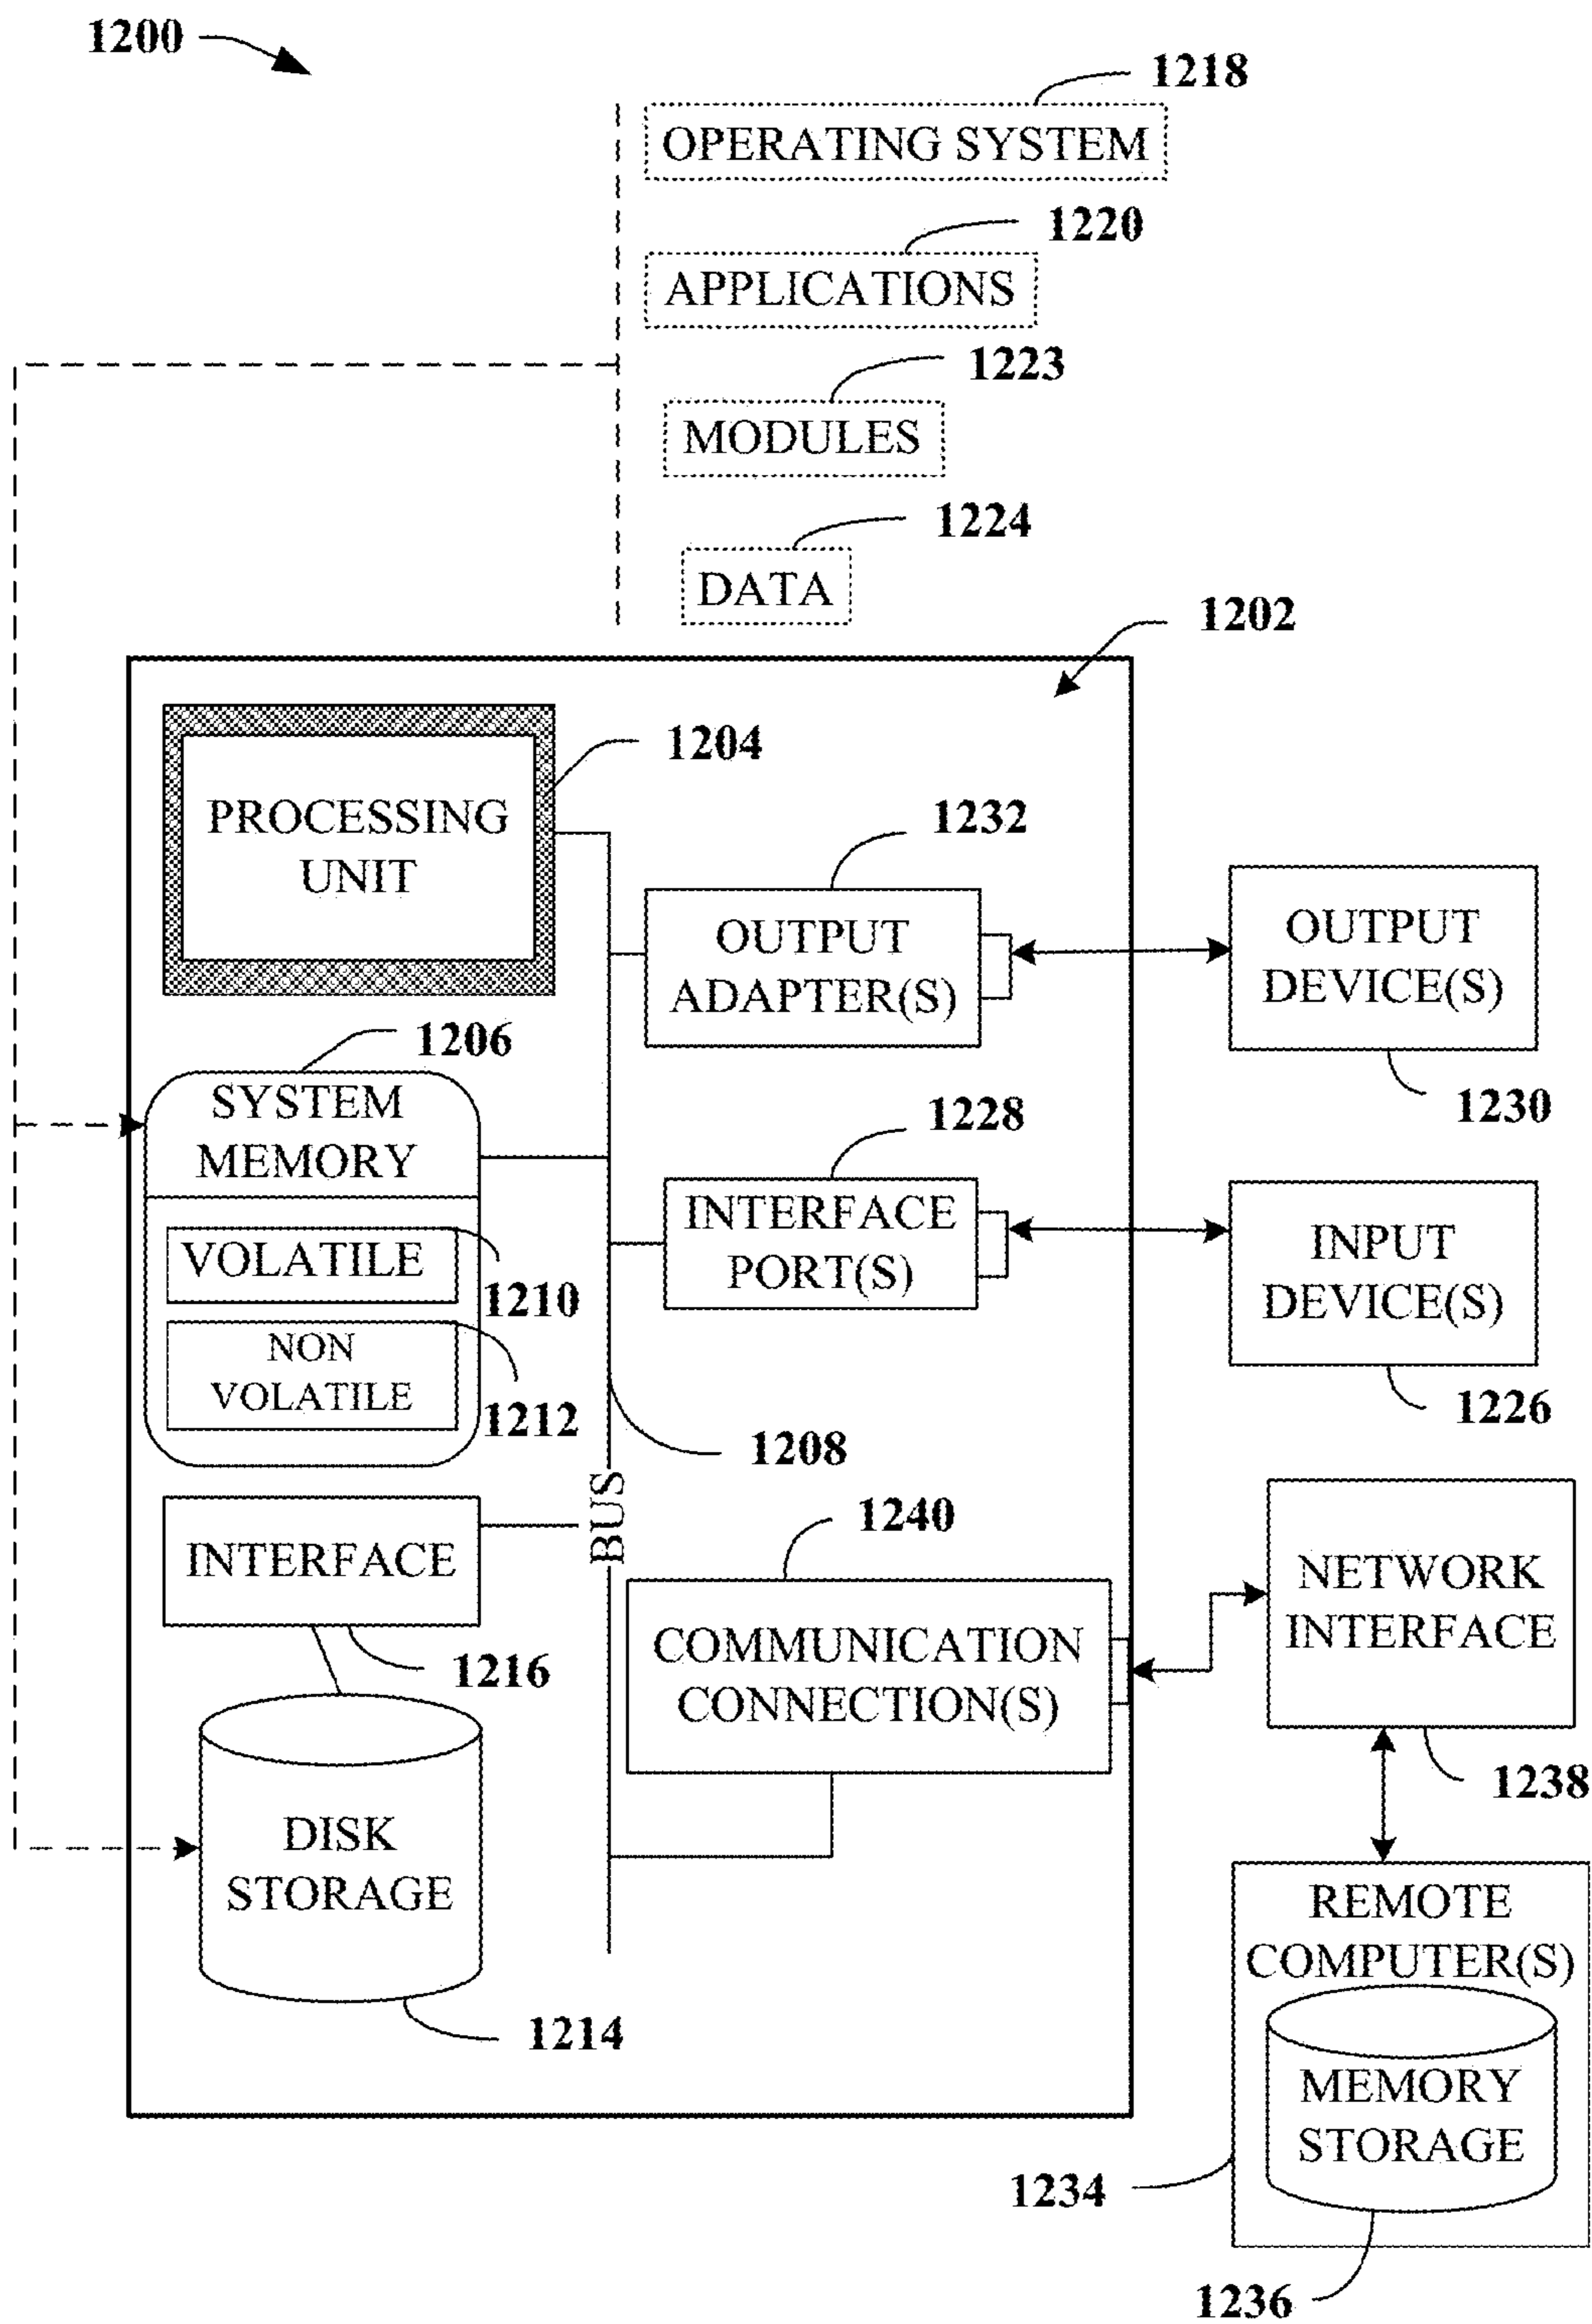 1200
1218
OPERATING SYSTEM
1220
APPLICATIONS
1223
MODULES
1224
DATA
1202
1204
PROCESSING
UNIT
1232
OUTPUT
ADAPTER(S)
OUTPUT
DEVICE(S)
1230
1206
SYSTEM
MEMORY
VOLATILE
1210
NON
VOLATILE
1212
1228
INTERFACE
PORT(S)
INPUT
DEVICE(S)
1226
1208
BUS
INTERFACE
1216
1240
COMMUNICATION
CONNECTION(S)
NETWORK
INTERFACE
1238
DISK
STORAGE
1214
REMOTE
COMPUTER(S)
MEMORY
STORAGE
1234
1236